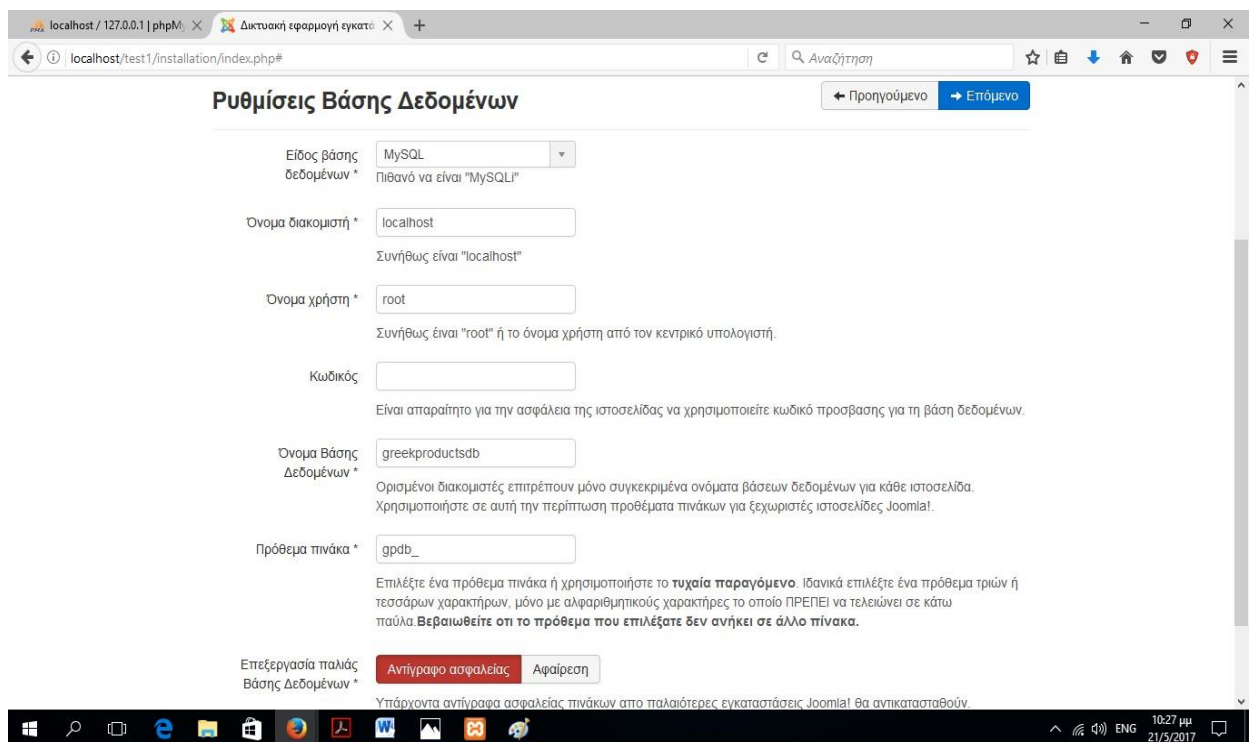 localhost / 127.0.0.1 | phpM
Δικτυακή εφαρμογή εγκατά
localhost/test1/installation/index.php#
Αναζήτηση
Ρυθμίσεις Βάσης Δεδομένων
Προηγούμενο
Επόμενο
Είδος βάσης
δεδομένων *
MySQL
Πιθανό να είναι "MySQLi"
Όνομα διακομιστή *
localhost
Συνήθως είναι "localhost"
Όνομα χρήστη *
root
Συνήθως έιναι "root" ή το όνομα χρήστη από τον κεντρικό υπολογιστή.
Κωδικός
Είναι απαραίτητο για την ασφάλεια της ιστοσελίδας να χρησιμοποιείτε κωδικό προσβασης για τη βάση δεδομένων.
Όνομα Βάσης
Δεδομένων *
greekproductsdb
Ορισμένοι διακομιστές επιτρέπουν μόνο συγκεκριμένα ονόματα βάσεων δεδομένων για κάθε ιστοσελίδα.
Χρησιμοποιήστε σε αυτή την περίπτωση προθέματα πινάκων για ξεχωριστές ιστοσελίδες Joomla!.
Πρόθεμα πινάκα *
gpdb_
Επιλέξτε ένα πρόθεμα πινάκα ή χρησιμοποιήστε το τυχαία παραγόμενο. Ιδανικά επιλέξτε ένα πρόθεμα τριών ή
τεσσάρων χαρακτήρων, μόνο με αλφαριθμητικούς χαρακτήρες το οποίο ΠΡΕΠΕΙ να τελειώνει σε κάτω
παύλα.Βεβαιωθείτε οτι το πρόθεμα που επιλέξατε δεν ανήκει σε άλλο πίνακα.
Επεξεργασία παλιάς
Βάσης Δεδομένων *
Αντίγραφο ασφαλείας
Αφαίρεση
Υπάρχοντα αντίγραφα ασφαλείας πινάκων απο παλαιότερες εγκαταστάσεις Joomla! θα αντικατασταθούν.
ENG
10:27 μμ
21/5/2017